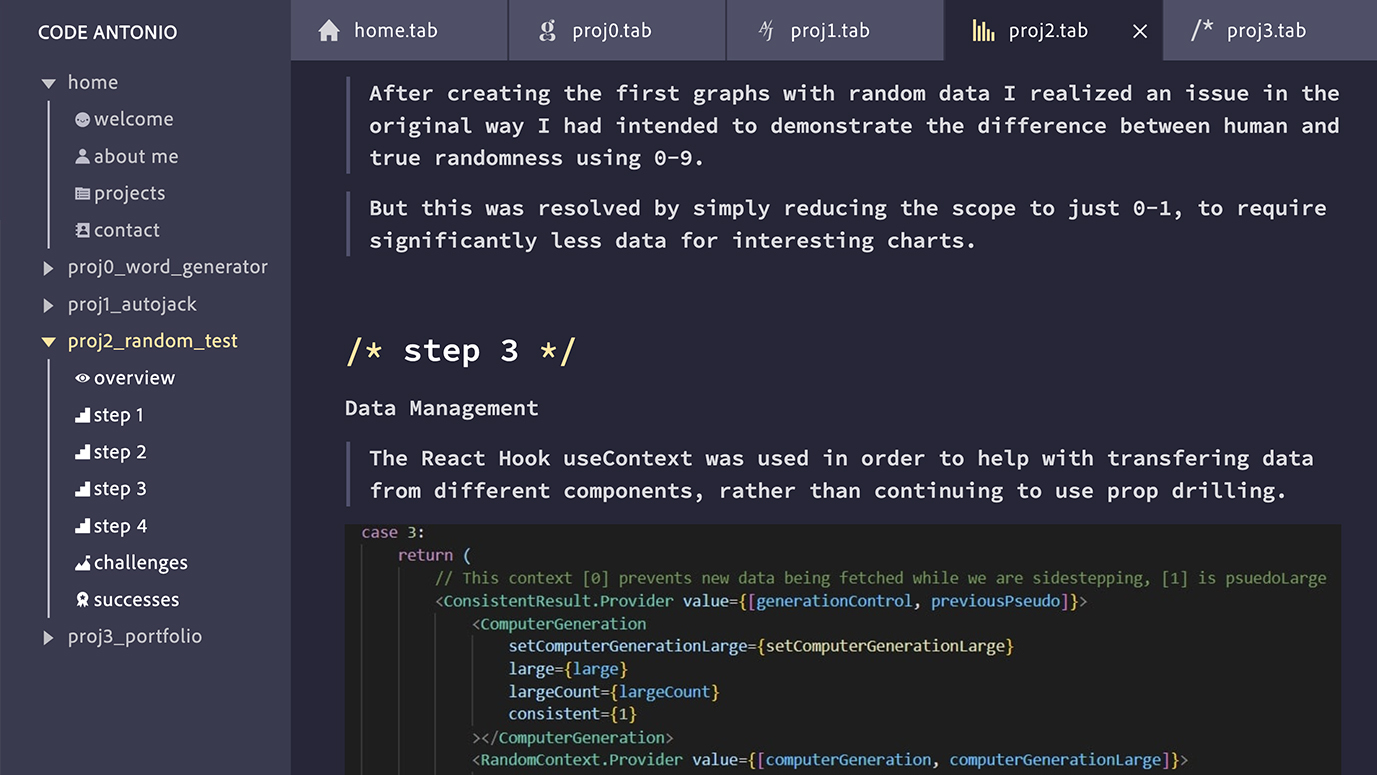 CODE ANTONIO
home
welcome
about me
projects
contact
proj0_word_generator
proj1_autojack
proj2_random_test
overview
step 1
step 2
step 3
step 4
challenges
successes
proj3_portfolio
home.tab
g proj0.tab
AJ proj1.tab
proj2.tab
/* proj3.tab
After creating the first graphs with random data I realized an issue in the
original way I had intended to demonstrate the difference between human and
true randomness using 0-9.
But this was resolved by simply reducing the scope to just 0-1, to require
significantly less data for interesting charts.
/* step 3 */
Data Management
The React Hook useContext was used in order to help with transfering data
from different components, rather than continuing to use prop drilling.
case 3:
return (
// This context [0] prevents new data being fetched while we are sidestepping, [1] is psuedoLarge
<ConsistentResult.Provider value={[generationControl, previousPseudo]}>
<ComputerGeneration
setComputerGenerationLarge={setComputerGenerationLarge}
large={large}
largeCount={largeCount}
consistent={1}
></ComputerGeneration>
<RandomContext.Provider value={[computerGeneration, computerGenerationLarge]}>